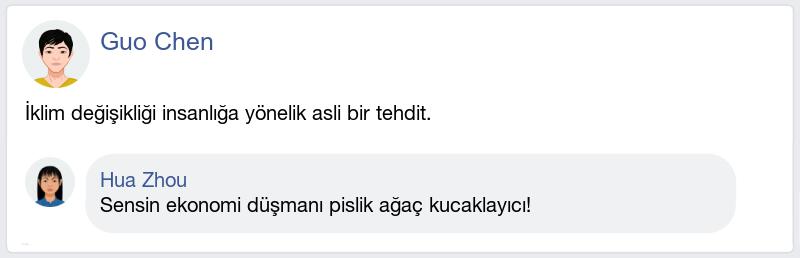 Guo Chen
İklim değişikliği insanlığa yönelik asli bir tehdit.
Hua Zhou
Sensin ekonomi düşmanı pislik ağaç kucaklayıcı!